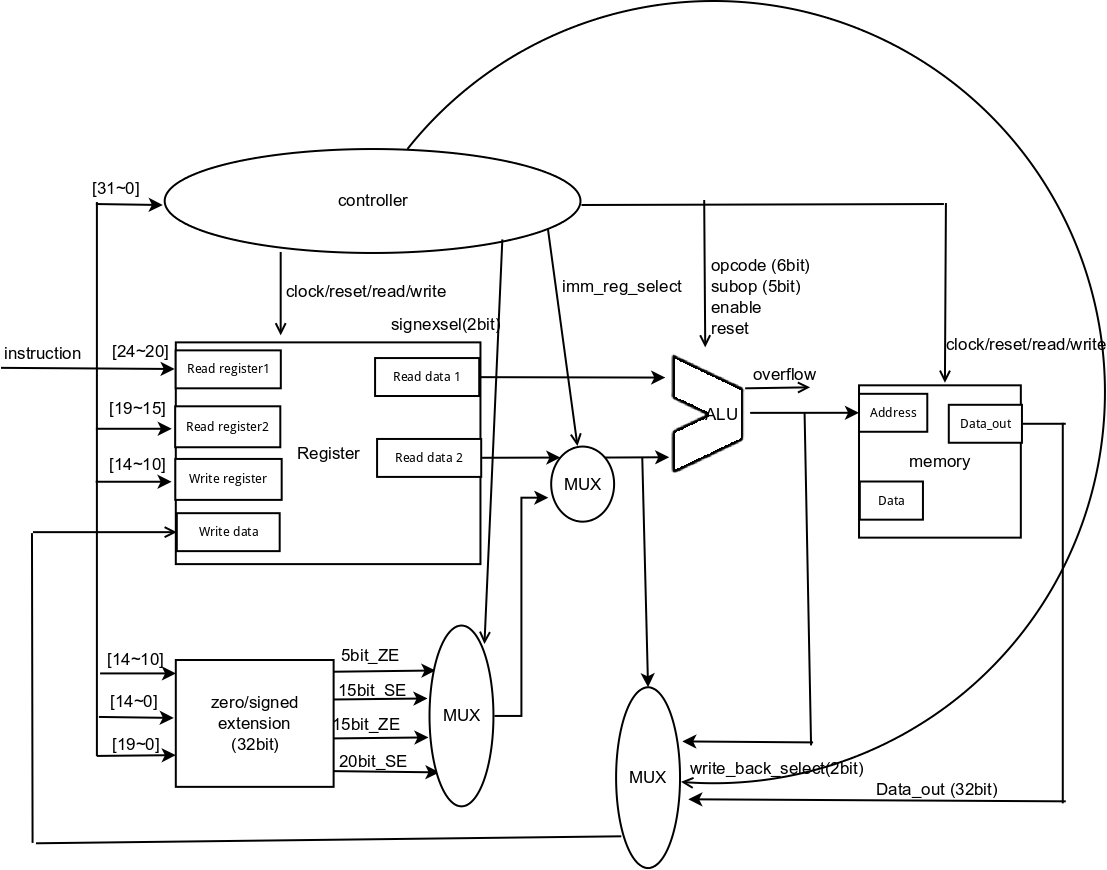 controller
[31~0]
opcode (6bit)
subop (5bit)
enable
reset
imm_reg_select
clock/reset/read/write
signexsel(2bit)
clock/reset/read/write
instruction
[24~20]
Read register1
Read data 1
overflow
[19~15]
Read register2
ALU
Address
Data_out
Register
Read data 2
memory
[14~10]
Write register
MUX
Data
Write data
[14~10]
5bit_ZE
[14~0]
zero/signed
extension
(32bit)
15bit_SE
MUX
15bit_ZE
[19~0]
20bit_SE
MUX
write_back_select(2bit)
Data_out (32bit)